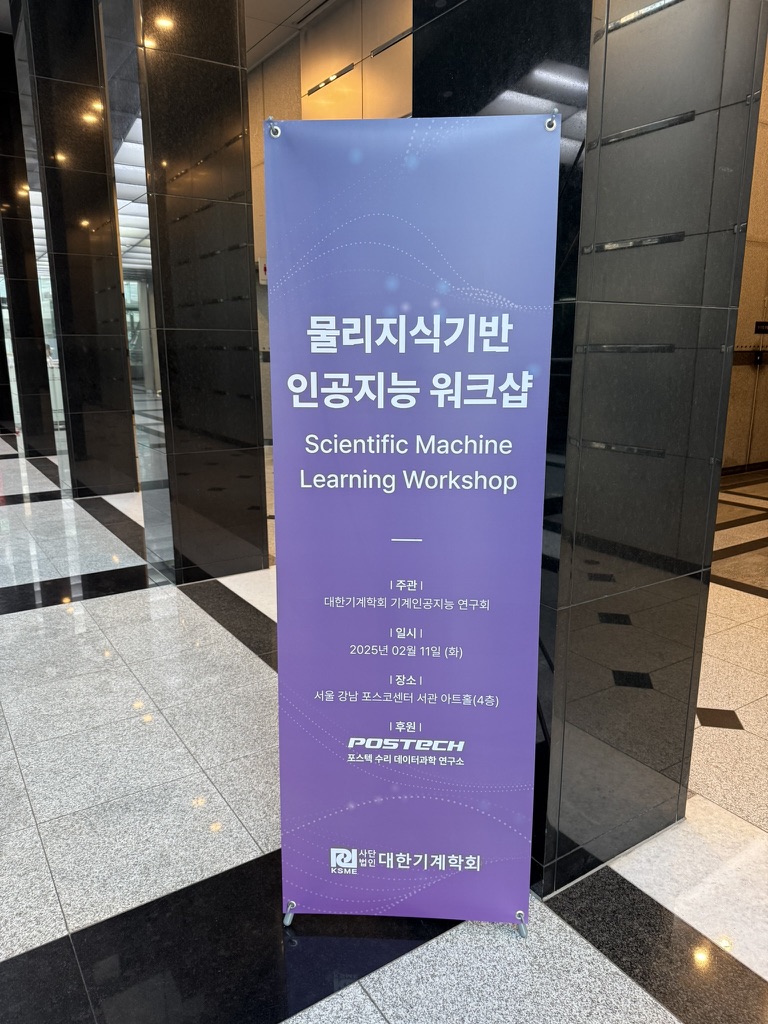 물리지식기반
인공지능 워크샵
Scientific Machine
Learning Workshop
| 주관 |
대한기계학회 기계인공지능 연구회
| 일시 |
2025년 02월 11일 (화)
| 장소 |
서울 강남 포스코센터 서관 아트홀(4층)
| 후원 |
POSTECH
포스텍 수리 데이터과학 연구소
KSME
사단
법인
대한기계학회